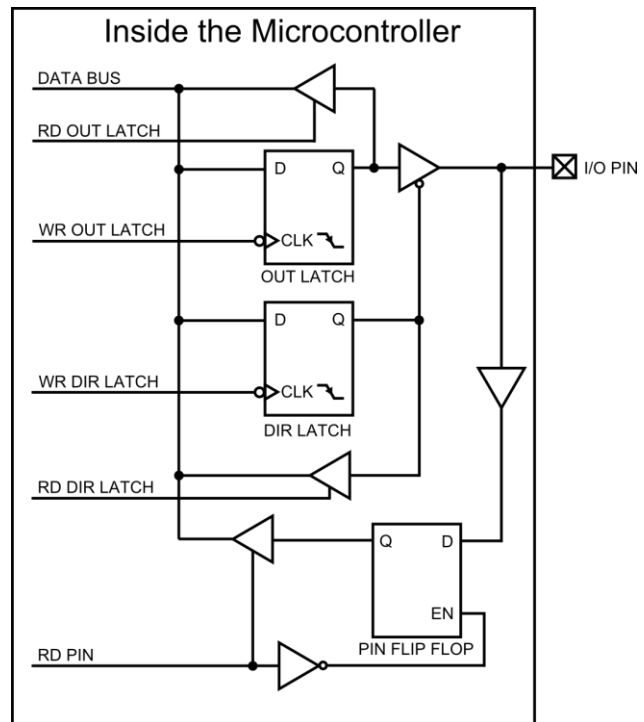 Inside the Microcontroller
DATA BUS
RD OUT LATCH
D Q
I/O PIN
WR OUT LATCH
CLK
OUT LATCH
D Q
WR DIR LATCH
CLK
DIR LATCH
RD DIR LATCH
Q D
EN
PIN FLIP FLOP
RD PIN